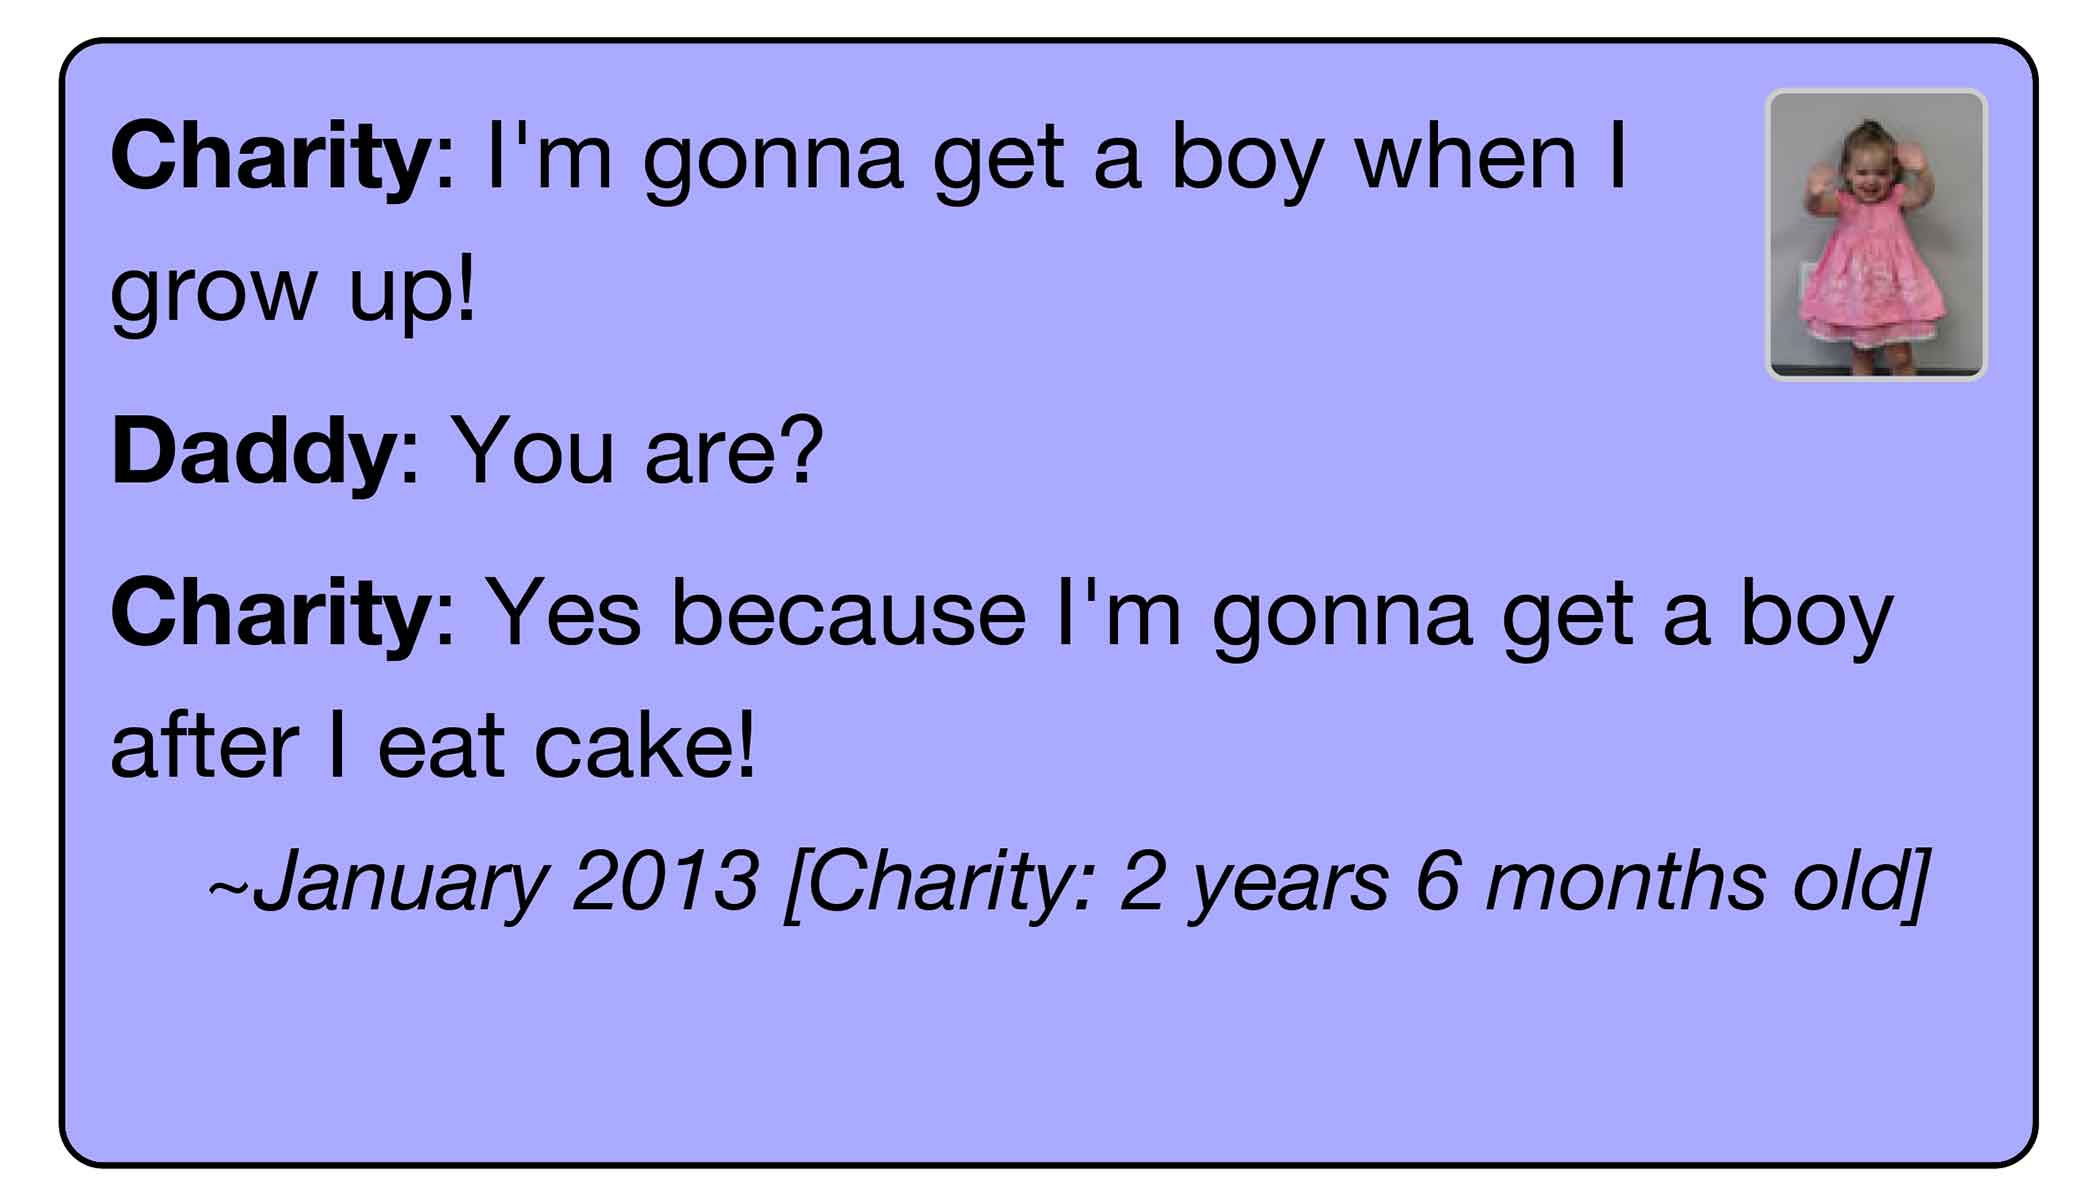 Charity: I'm gonna get a boy when I
grow up!
Daddy: You are?
Charity: Yes because I'm gonna get a boy
after I eat cake!
~January 2013 [Charity: 2 years 6 months old]